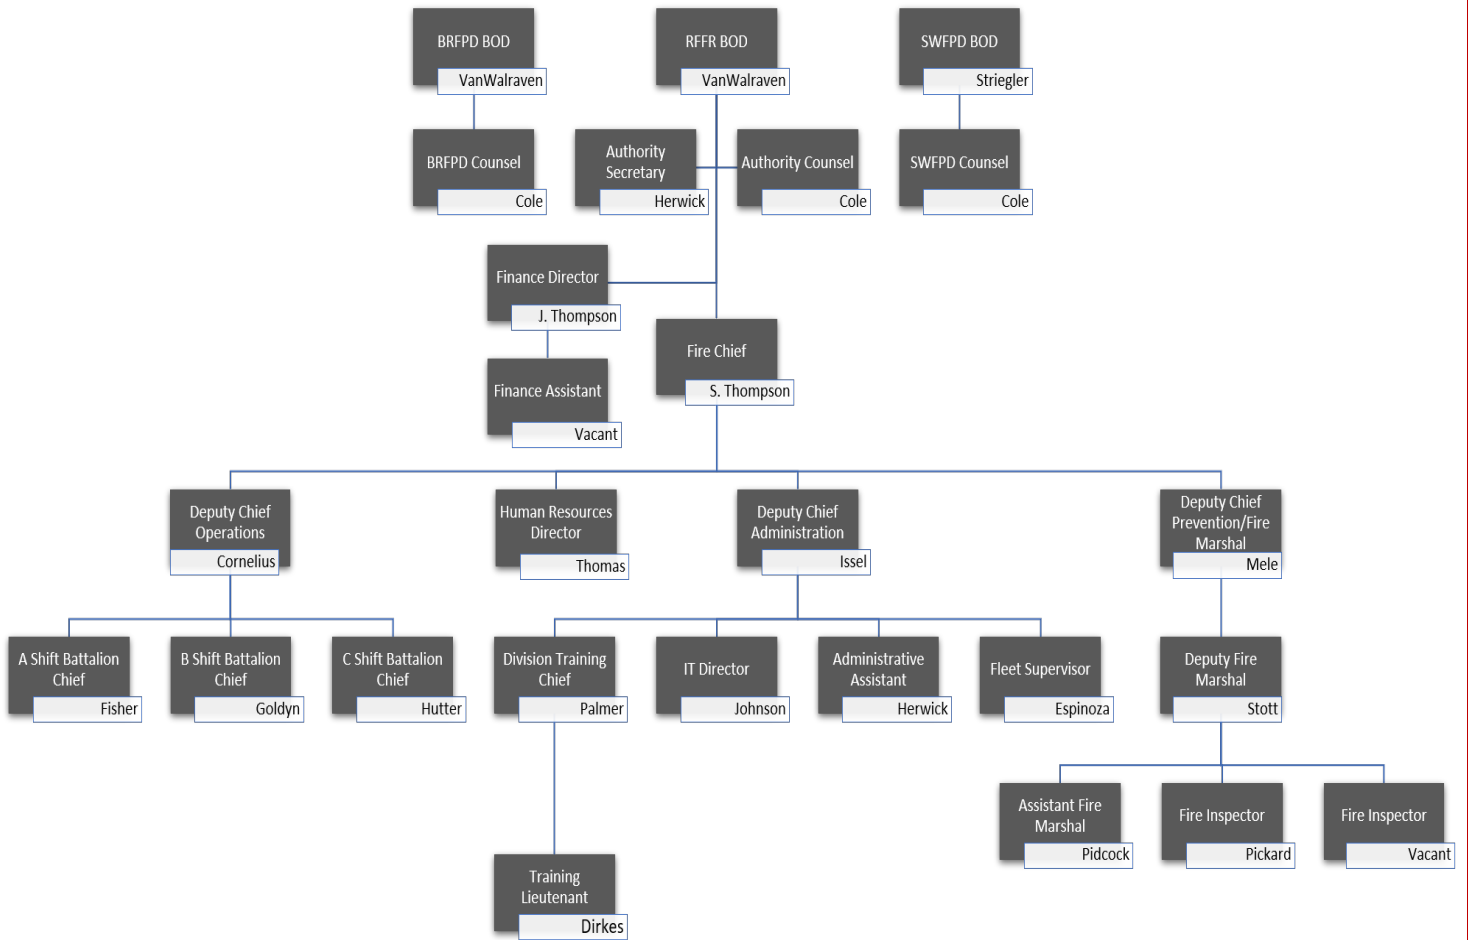 BRFPD BOD
VanWalraven
RFFR BOD
VanWalraven
SWFPD BOD
Striegler
BRFPD Counsel
Cole
Authority
Secretary
Herwick
Authority Counsel
Cole
SWFPD Counsel
Cole
Finance Director
J. Thompson
Fire Chief
S. Thompson
Finance Assistant
Vacant
Deputy Chief
Operations
Cornelius
Human Resources
Director
Thomas
Deputy Chief
Administration
Issel
Deputy Chief
Prevention/Fire
Marshal
Mele
A Shift Battalion
Chief
Fisher
B Shift Battalion
Chief
Goldyn
C Shift Battalion
Chief
Hutter
Division Training
Chief
Palmer
IT Director
Johnson
Administrative
Assistant
Herwick
Fleet Supervisor
Espinoza
Deputy Fire
Marshal
Stott
Assistant Fire
Marshal
Pidcock
Fire Inspector
Pickard
Fire Inspector
Vacant
Training
Lieutenant
Dirkes